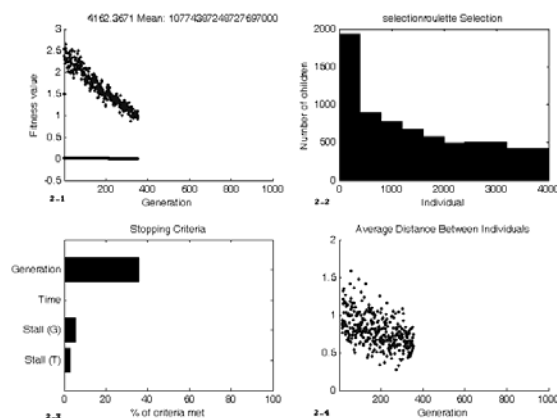 4162.3671 Mean: 10774387248727697000
Fitness value
3
2.5
2
1.5
1
0.5
0
-0.5
0 200 400 600 800 1000
2-1
Generation
selectionroulette Selection
Number of children
2000
1500
1000
500
0
0 1000 2000 3000 4000
2-2
Individual
Stopping Criteria
Generation
Time
Stall (G)
Stall (T)
0 20 40 60 80 100
2-3
% of criteria met
Average Distance Between Individuals
2
1.5
1
0.5
0
0 200 400 600 800 1000
2-4
Generation